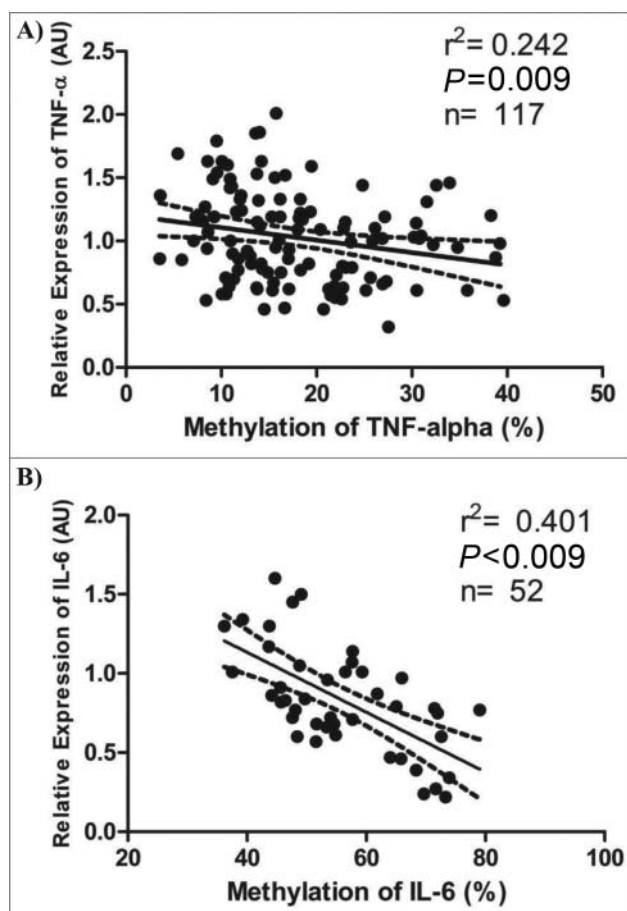 A)
r2= 0.242
P=0.009
n= 117
Relative Expression of TNF-α (AU)
2.5
2.0
1.5
1.0
0.5
0.0
0 10 20 30 40 50
Methylation of TNF-alpha (%)
B)
r2= 0.401
P<0.009
n= 52
Relative Expression of IL-6 (AU)
2.0
1.5
1.0
0.5
0.0
20 40 60 80 100
Methylation of IL-6 (%)